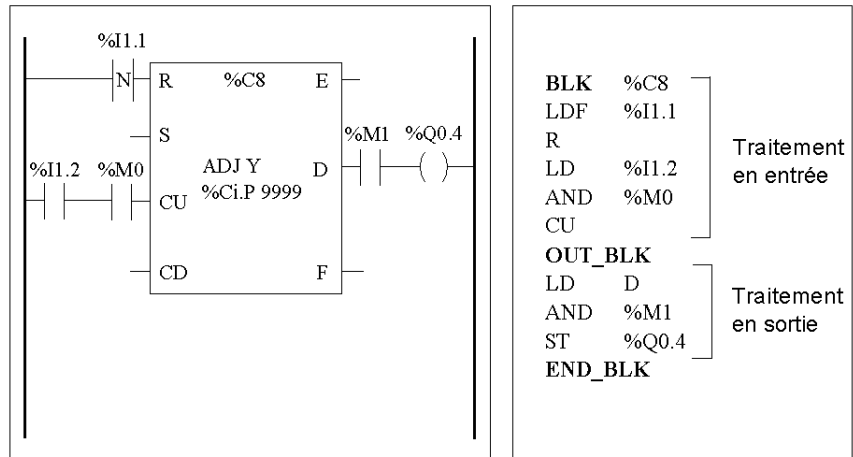 %I1.1
N R %C8 E
S
%M1 %Q0.4
%I1.2 %M0 ADJ Y D
CU %Ci.P 9999
CD F
BLK %C8
LDF %I1.1
R
LD %I1.2
AND %M0
CU
Traitement
en entrée
OUT_BLK
LD D
AND %M1
ST %Q0.4
Traitement
en sortie
END_BLK